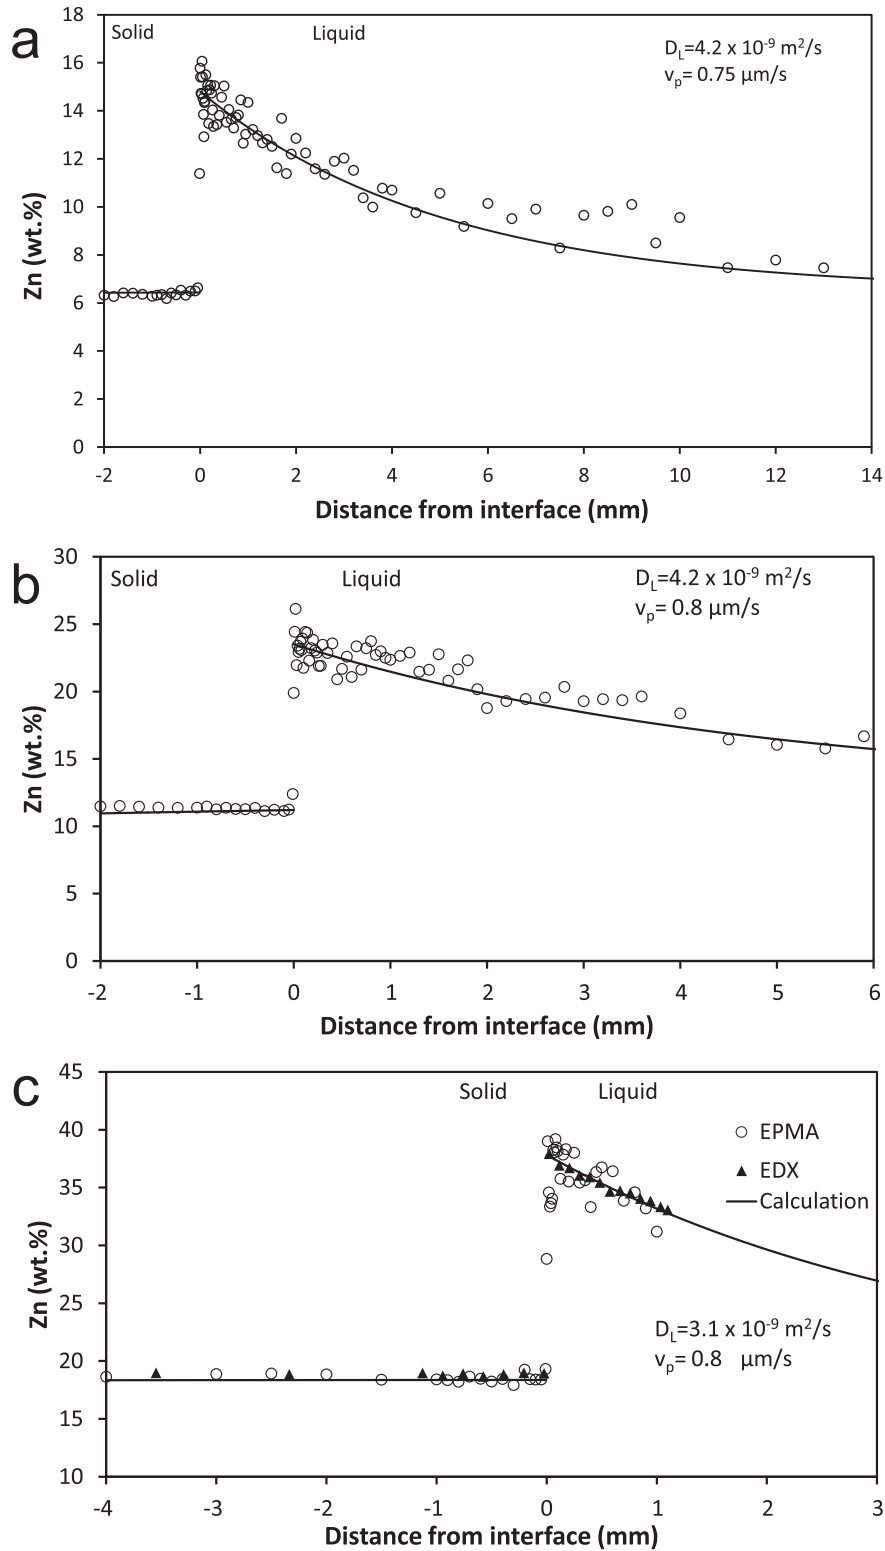 a
Solid
Liquid
D_L=4.2 x 10⁻⁹ m²/s
v_p= 0.75 µm/s
18
16
14
12
10
8
6
4
2
0
Zn (wt.%)
-2
0
2
4
6
8
10
12
14
Distance from interface (mm)
b
Solid
Liquid
D_L=4.2 x 10⁻⁹ m²/s
v_p= 0.8 µm/s
30
25
20
15
10
5
0
Zn (wt.%)
-2
-1
0
1
2
3
4
5
6
Distance from interface (mm)
c
Solid
Liquid
EPMA
EDX
Calculation
D_L=3.1 x 10⁻⁹ m²/s
v_p= 0.8 µm/s
45
40
35
30
25
20
15
10
Zn (wt.%)
-4
-3
-2
-1
0
1
2
3
Distance from interface (mm)